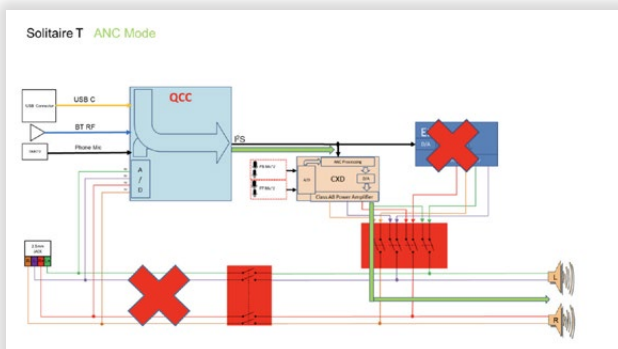 Solitaire T ANC Mode
QCC
USB Connector
USB C
BT RF
Phone Mic
I²S
A
/
D
ANC Processing
CXD
D/A
Class AB Power Amplifier
D/A
2.5mm
JACK
L
R